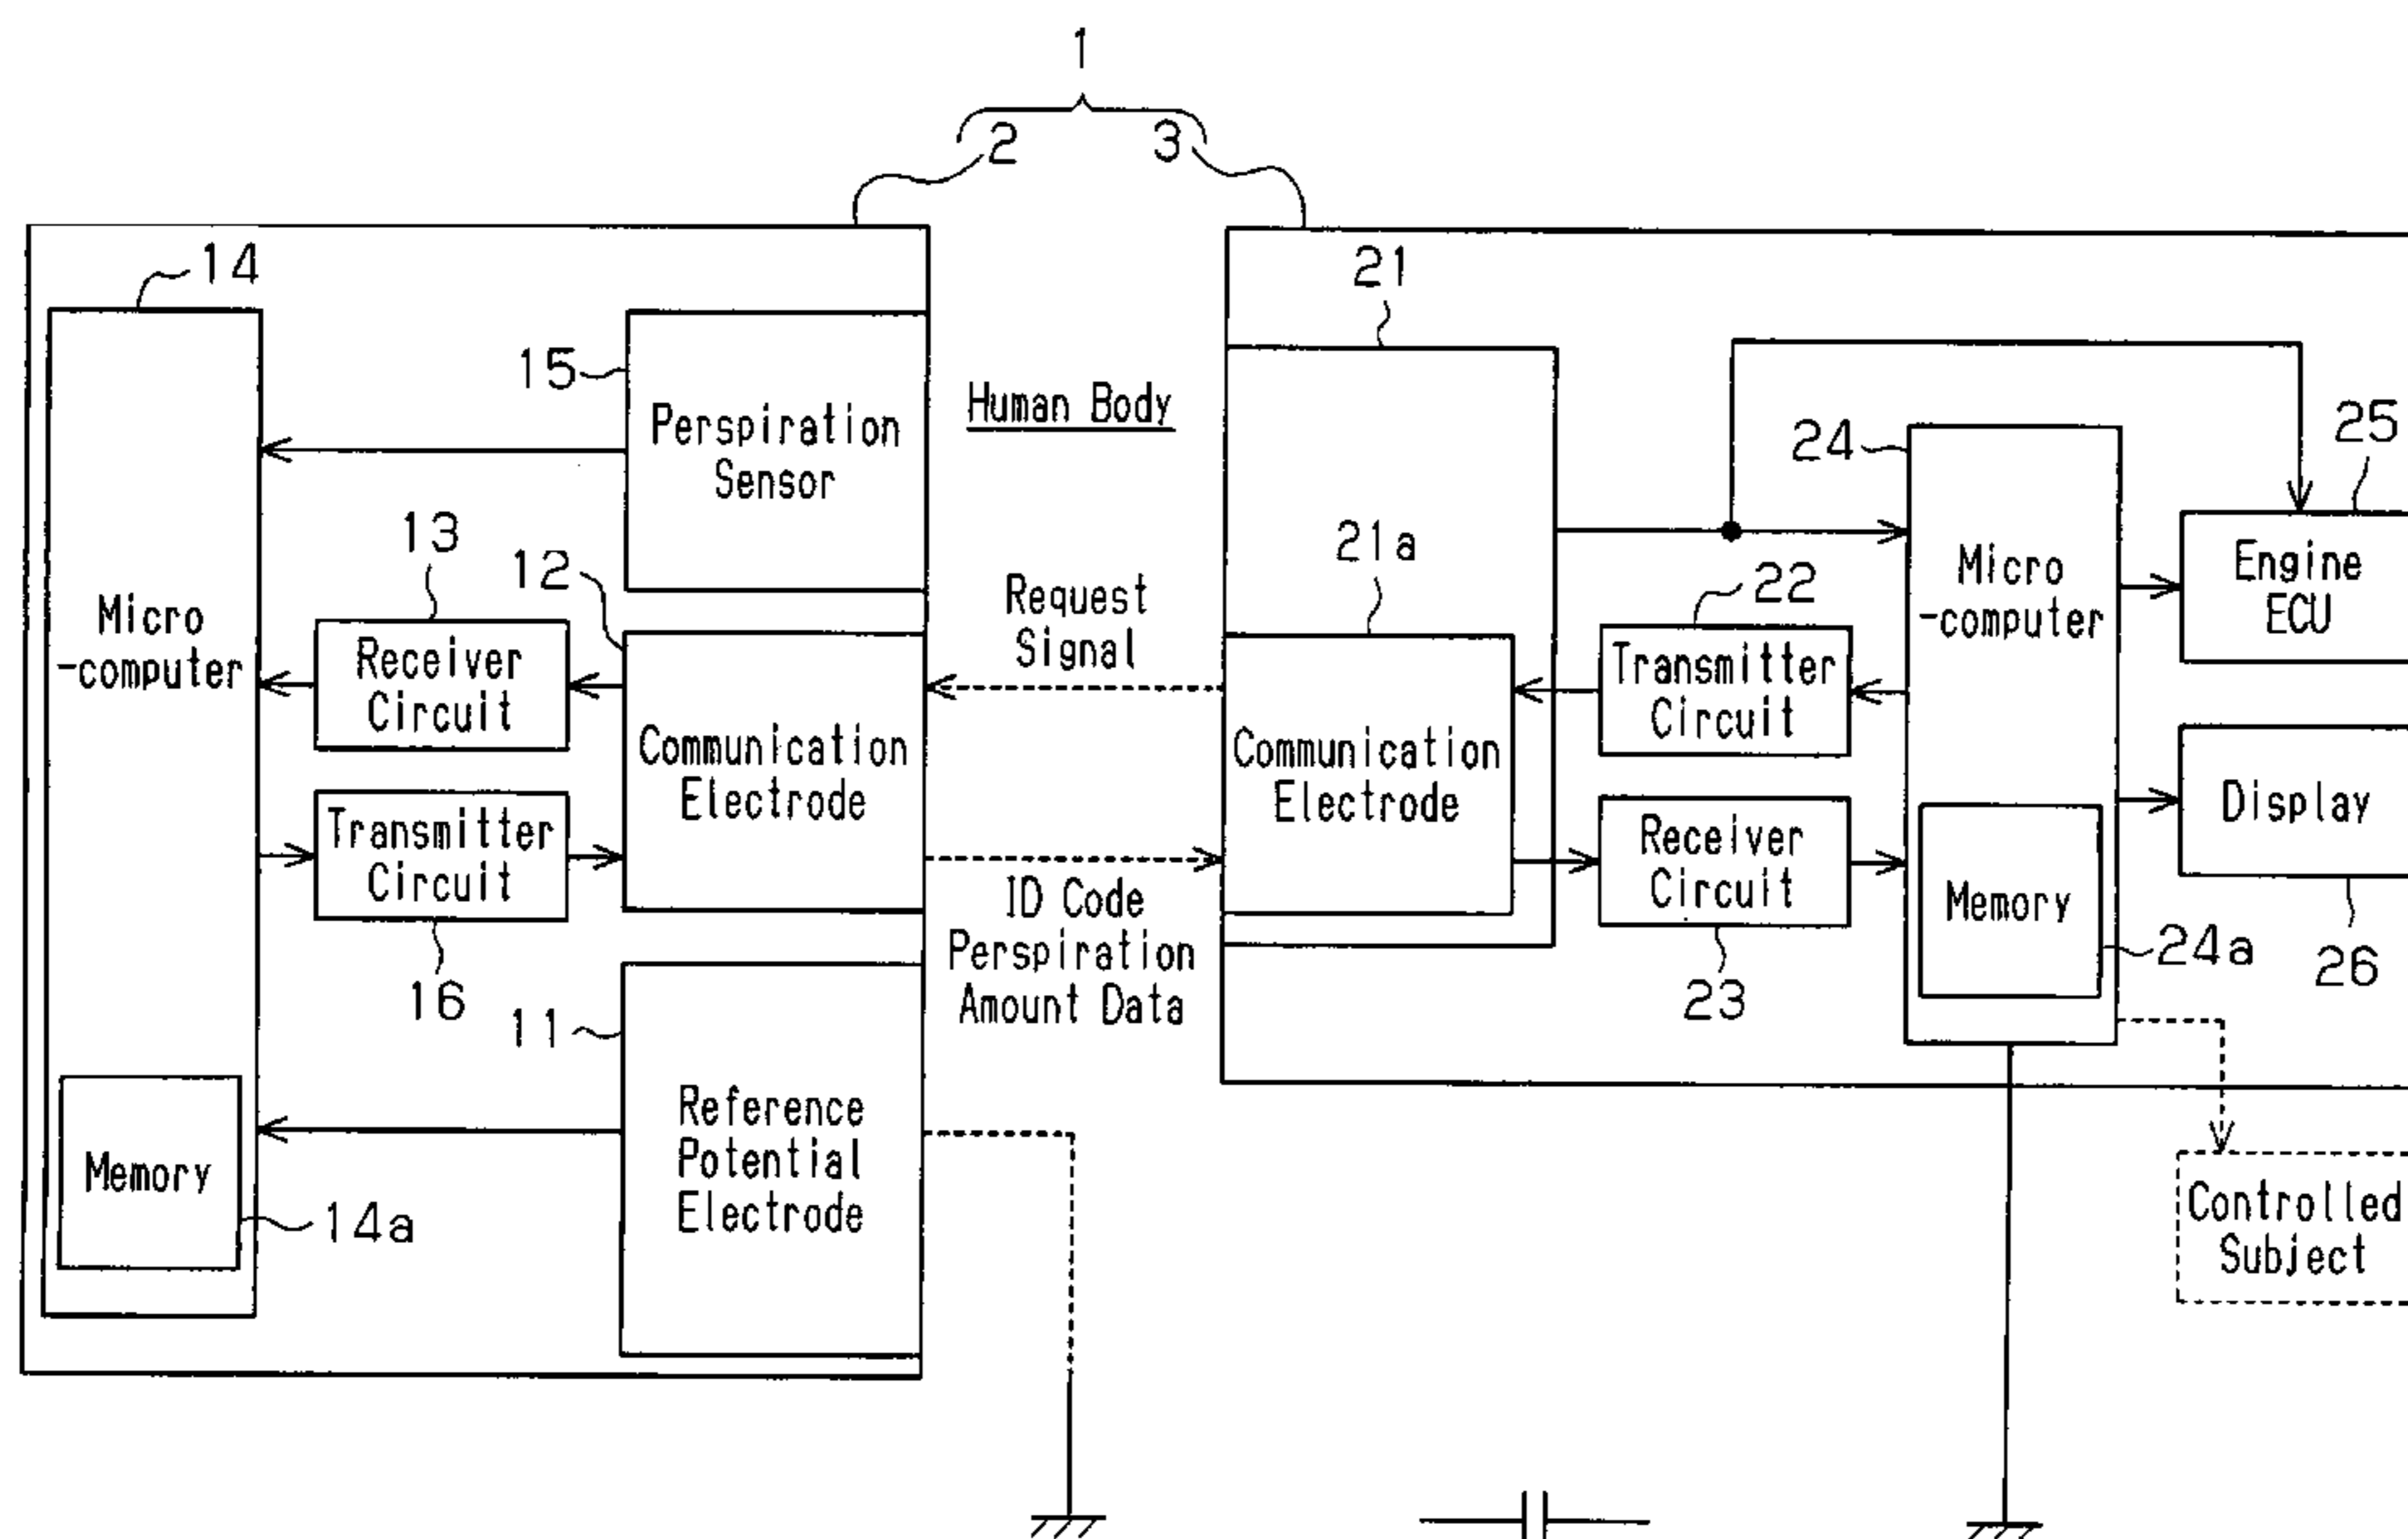 1
2
3
14
15
Perspiration
Sensor
Human Body
21
24
25
13
12
21a
22
Micro
-computer
Receiver
Circuit
Request
Signal
Transmitter
Circuit
Micro
-computer
Engine
ECU
Communication
Electrode
Communication
Electrode
Transmitter
Circuit
Receiver
Circuit
Display
Memory
ID Code
Perspiration
Amount Data
16
11
23
24a
26
Reference
Potential
Electrode
Memory
14a
Controlled
Subject